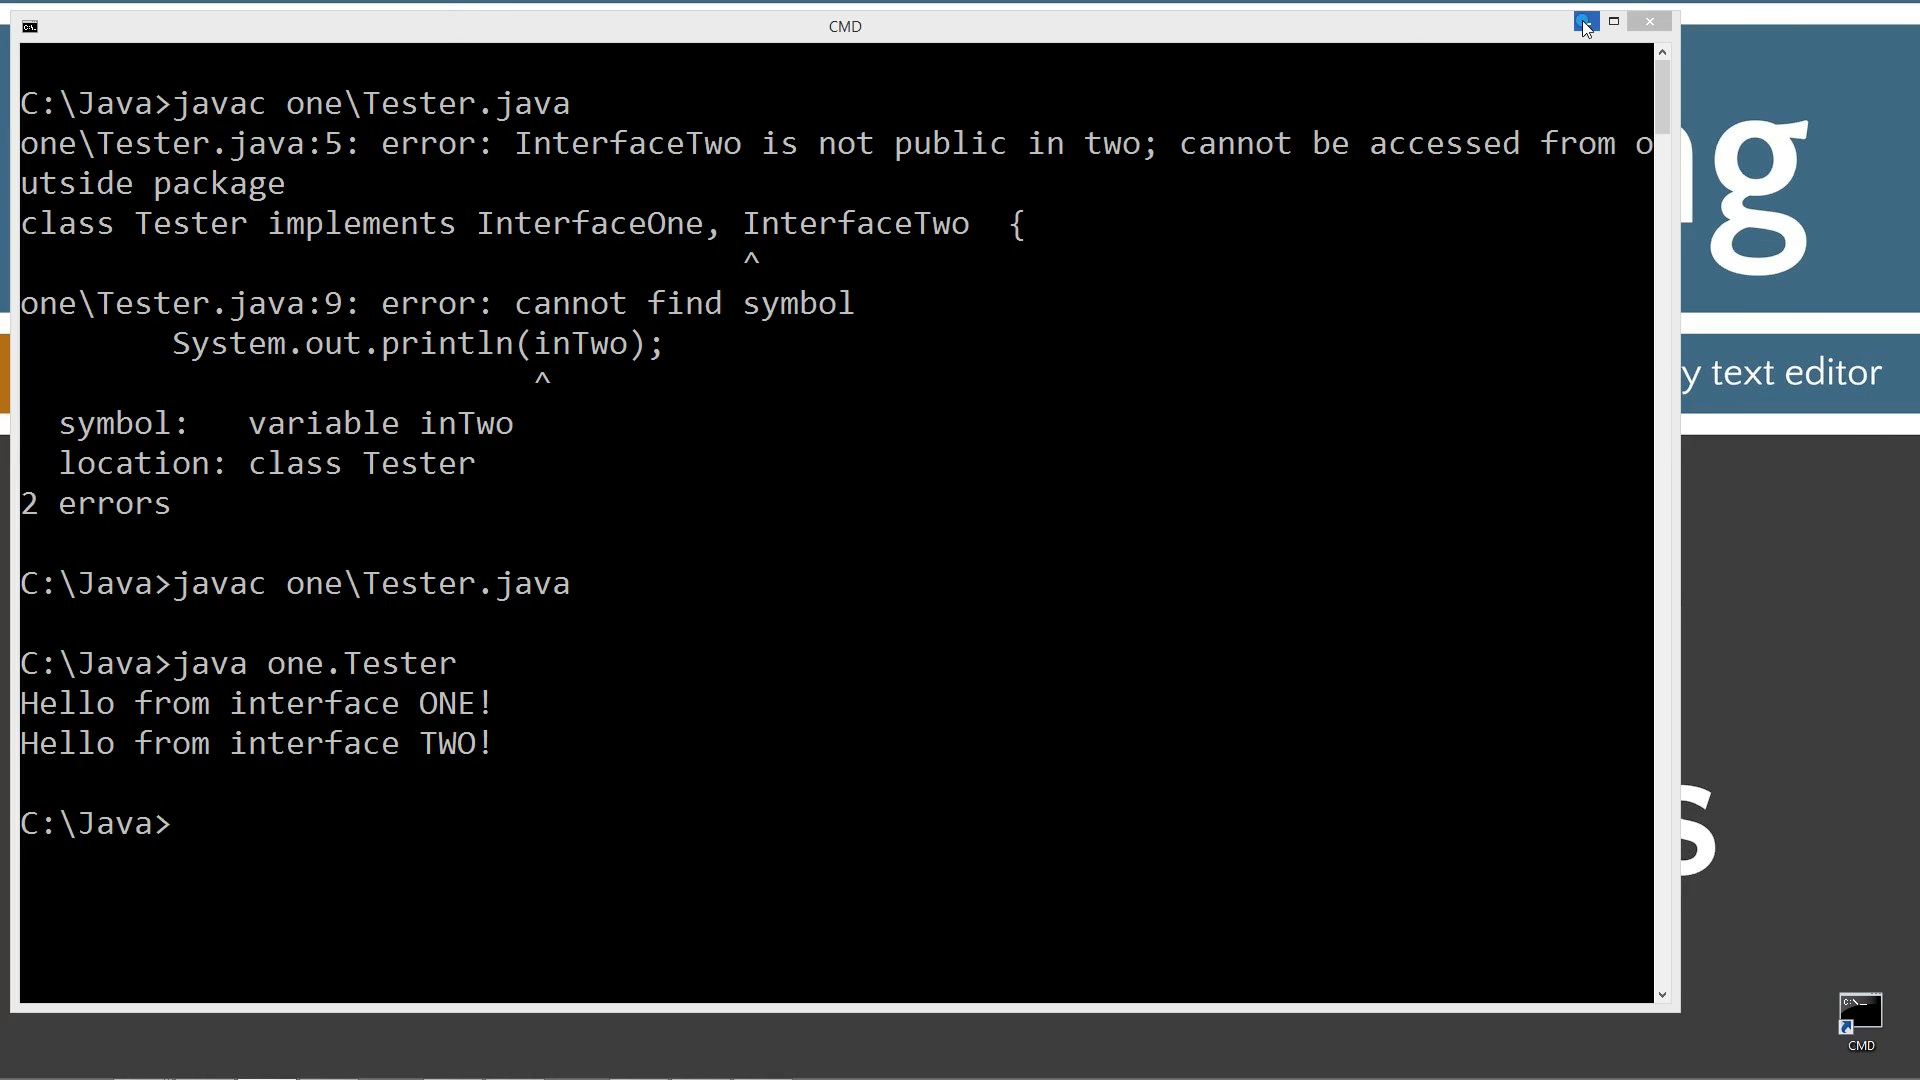 CMD
C:\Java>javac one\Tester.java
one\Tester.java:5: error: InterfaceTwo is not public in two; cannot be accessed from o
utside package
class Tester implements InterfaceOne, InterfaceTwo  {
^
one\Tester.java:9: error: cannot find symbol
System.out.println(inTwo);
^
symbol:   variable inTwo
location: class Tester
2 errors
C:\Java>javac one\Tester.java
C:\Java>java one.Tester
Hello from interface ONE!
Hello from interface TWO!
C:\Java>
g
y text editor
s
CMD